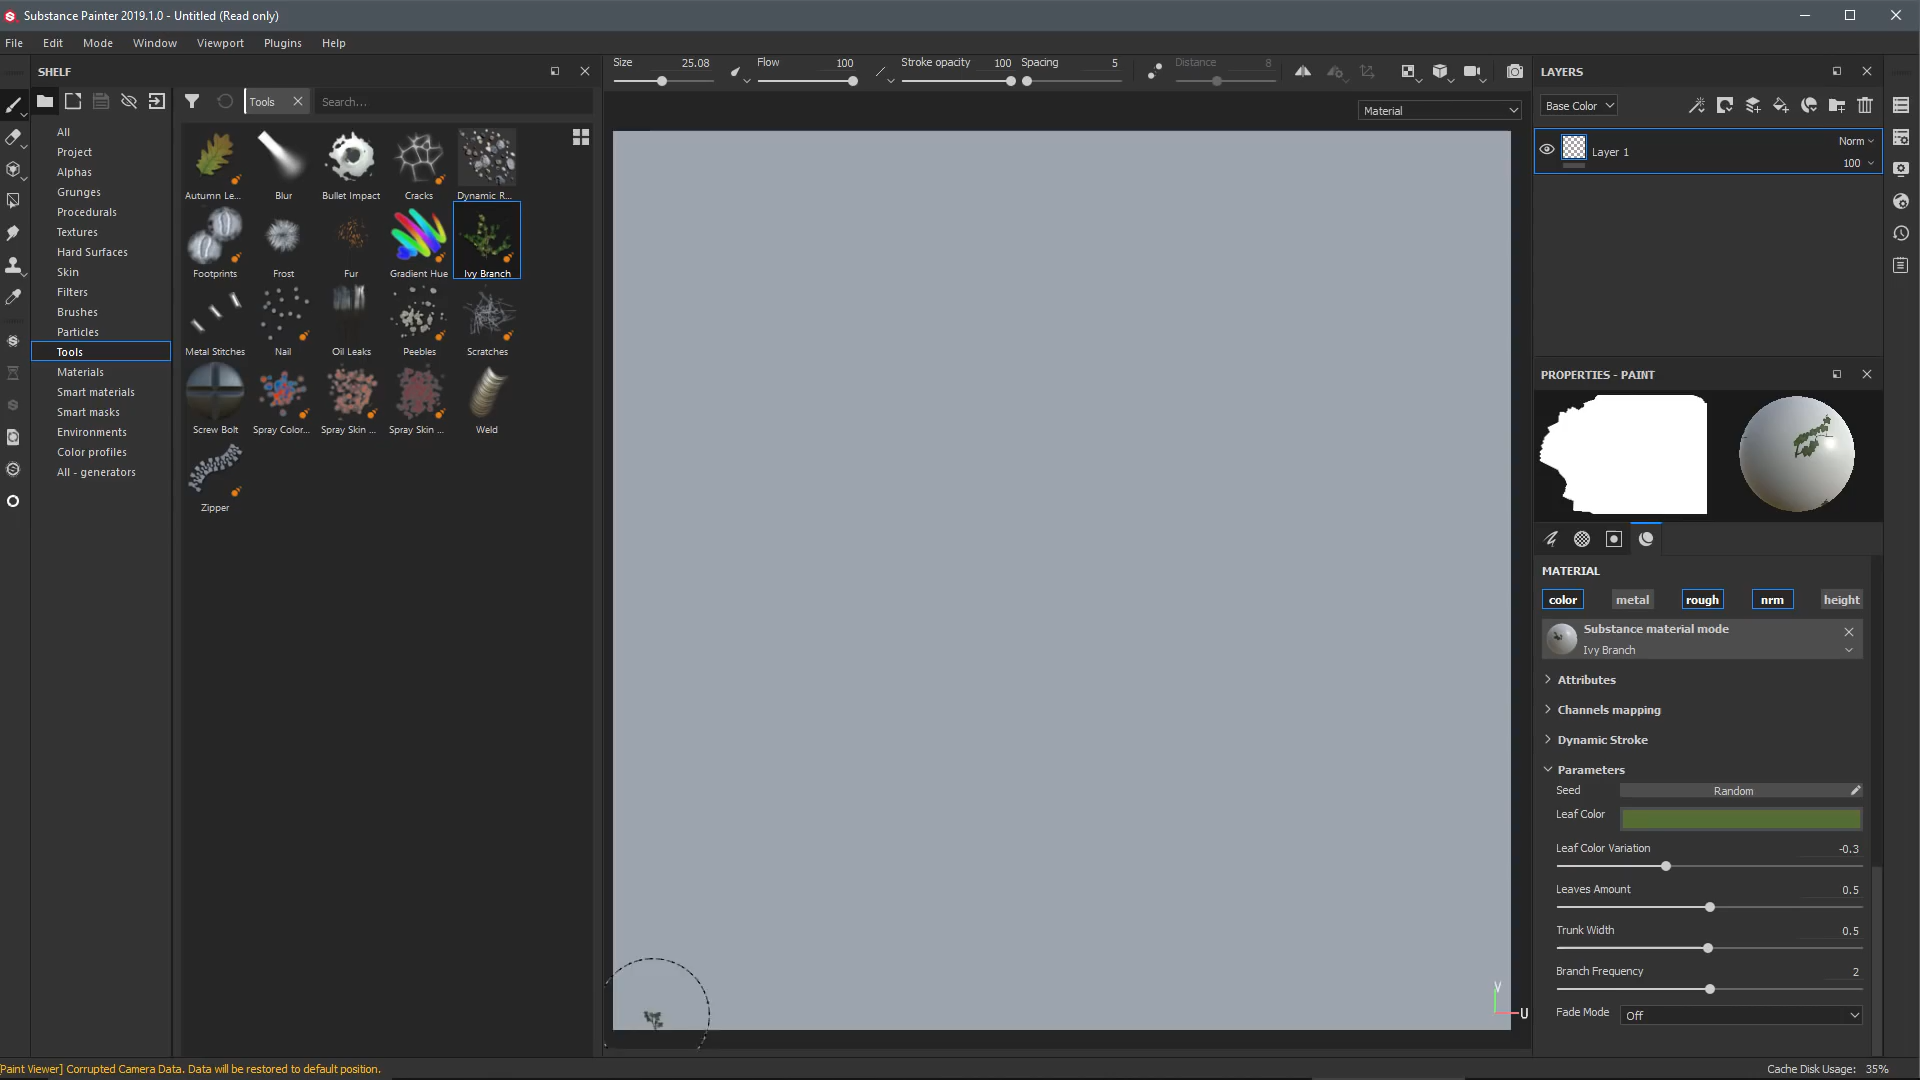 Substance Painter 2019.1.0 - Untitled (Read only)
File Edit Mode Window Viewport Plugins Help
SHELF
Tools
Search...
All
Project
Alphas
Grunges
Procedurals
Textures
Hard Surfaces
Skin
Filters
Brushes
Particles
Tools
Materials
Smart materials
Smart masks
Environments
Color profiles
All - generators
Autumn Le... Blur Bullet Impact Cracks Dynamic R...
Footprints Frost Fur Gradient Hue Ivy Branch
Metal Stitches Nail Oil Leaks Peebles Scratches
Screw Bolt Spray Color... Spray Skin ... Spray Skin ... Weld
Zipper
Size 25.08 Flow 100 Stroke opacity 100 Spacing 5 Distance 8
Material
V
U
LAYERS
Base Color
Layer 1
Norm
100
PROPERTIES - PAINT
MATERIAL
color metal rough nrm height
Substance material mode
Ivy Branch
Attributes
Channels mapping
Dynamic Stroke
Parameters
Seed Random
Leaf Color
Leaf Color Variation -0.3
Leaves Amount 0.5
Trunk Width 0.5
Branch Frequency 2
Fade Mode Off
[Paint Viewer] Corrupted Camera Data. Data will be restored to default position.
Cache Disk Usage: 35%